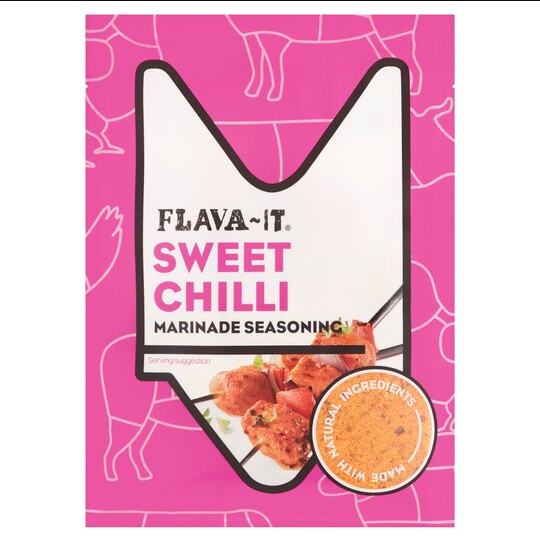 FLAVA~IT®
SWEET
CHILLI
MARINADE SEASONING
Serving suggestion
MADE WITH NATURAL INGREDIENTS